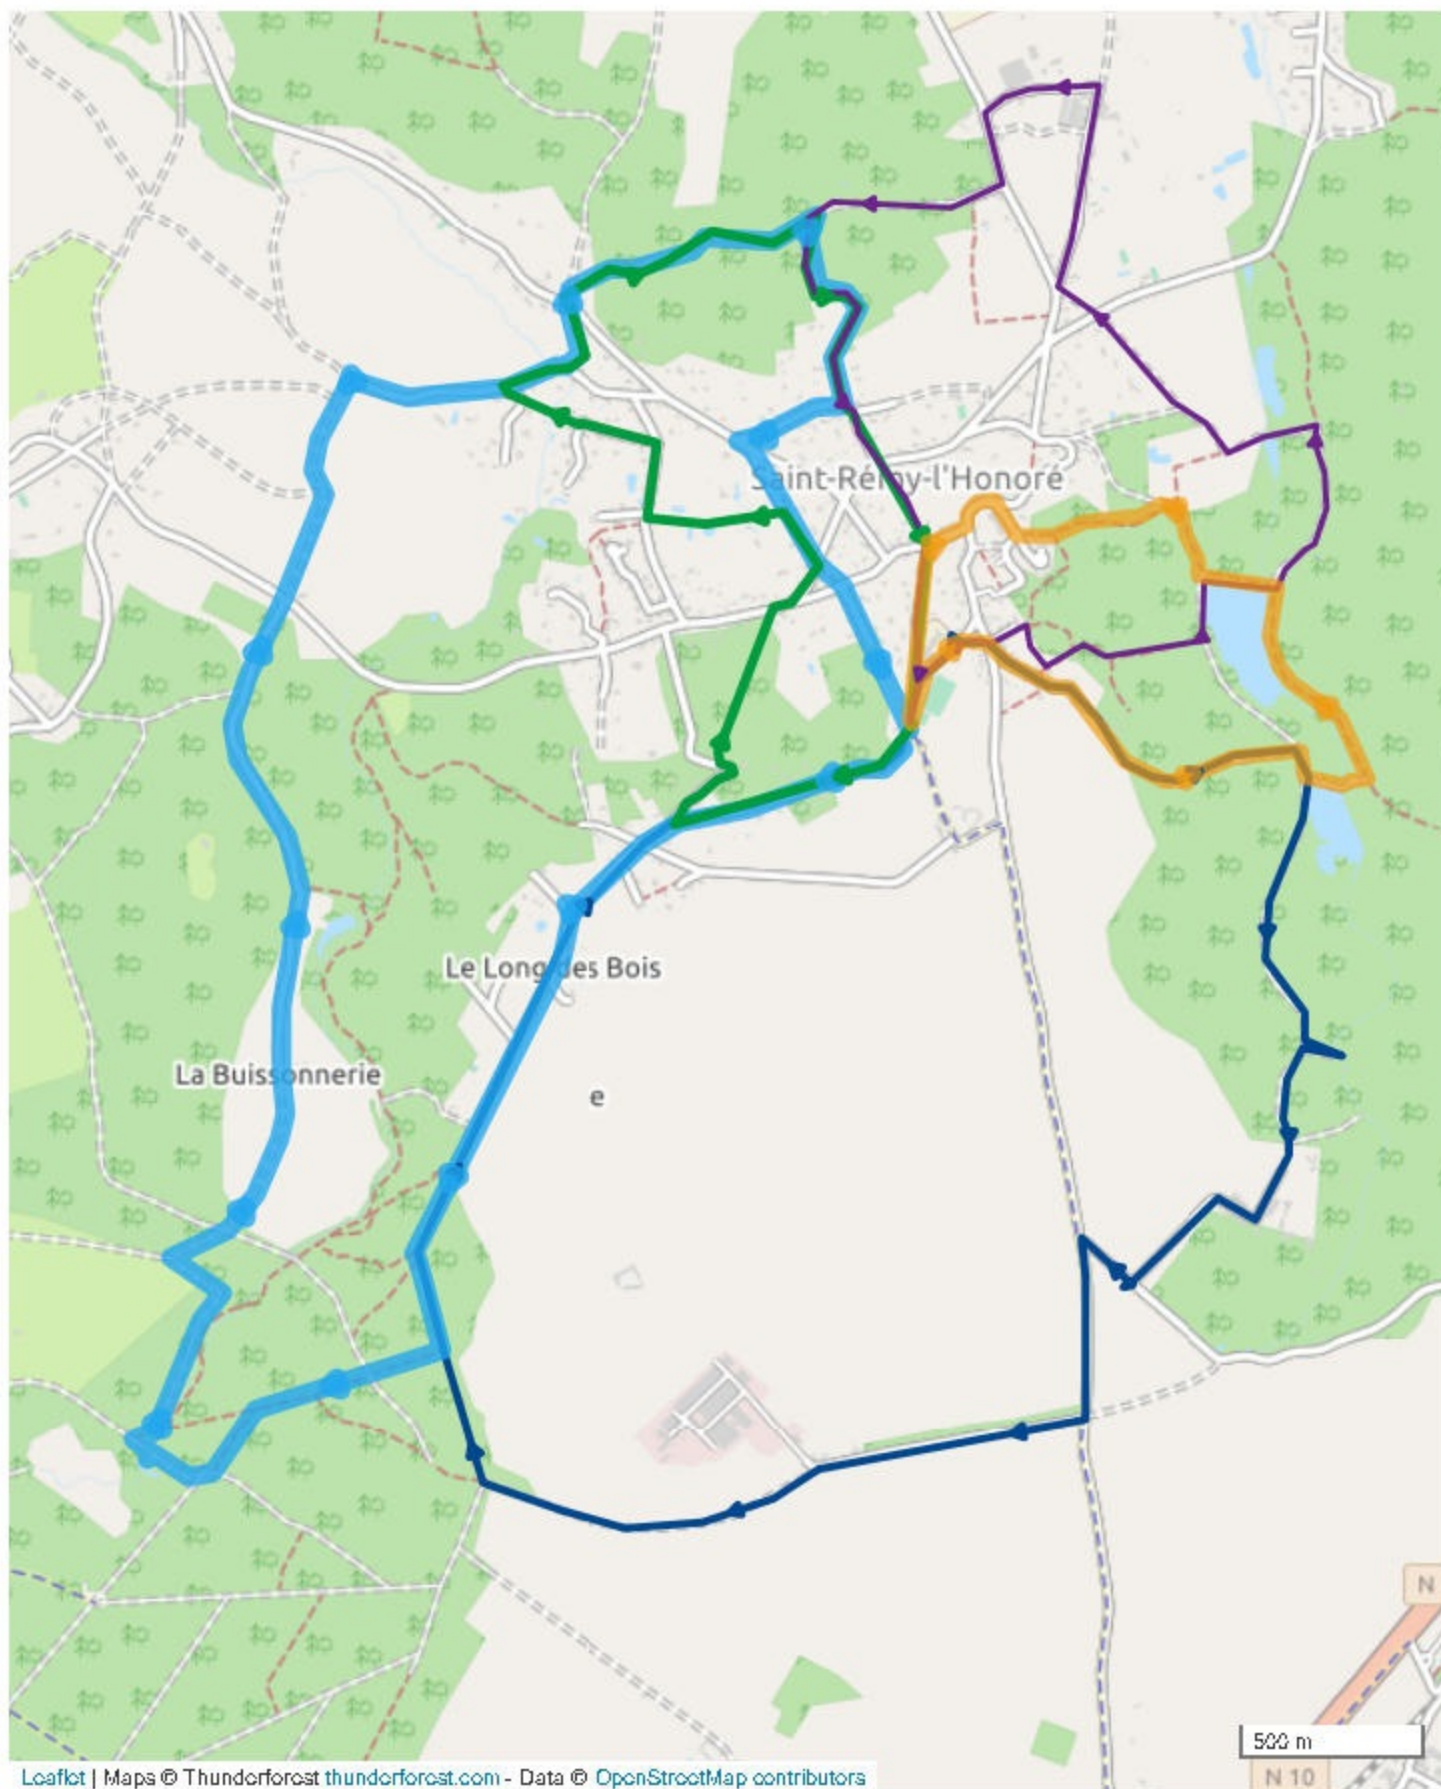 Saint-Rémy-l'Honoré
Le Long des Bois
La Buissonnerie
e
N
500 m
N 10
Leaflet | Maps © Thunderforest thunderforest.com - Data © OpenStreetMap contributors